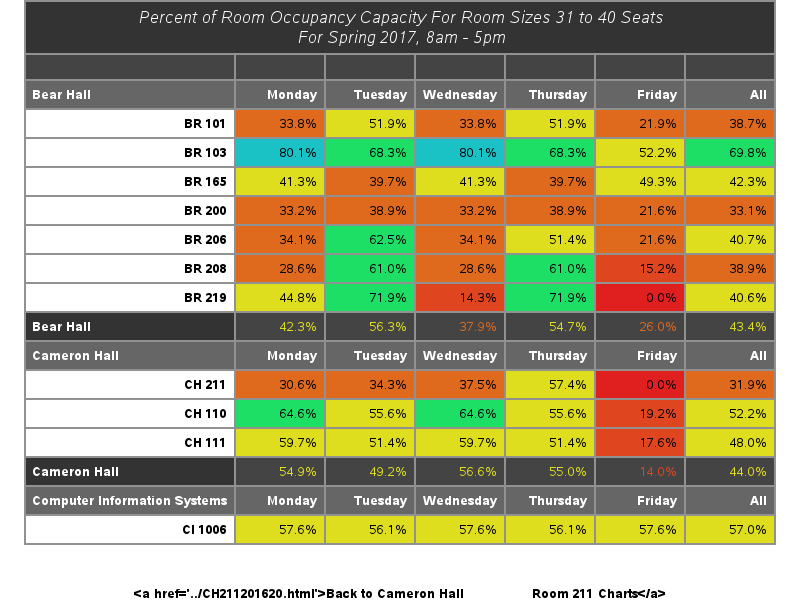 Percent of Room Occupancy Capacity For Room Sizes 31 to 40 Seats
For Spring 2017, 8am - 5pm
Bear Hall Monday Tuesday Wednesday Thursday Friday All
BR 101 33.8% 51.9% 33.8% 51.9% 21.9% 38.7%
BR 103 80.1% 68.3% 80.1% 68.3% 52.2% 69.8%
BR 165 41.3% 39.7% 41.3% 39.7% 49.3% 42.3%
BR 200 33.2% 38.9% 33.2% 38.9% 21.6% 33.1%
BR 206 34.1% 62.5% 34.1% 51.4% 21.6% 40.7%
BR 208 28.6% 61.0% 28.6% 61.0% 15.2% 38.9%
BR 219 44.8% 71.9% 14.3% 71.9% 0.0% 40.6%
Bear Hall 42.3% 56.3% 37.9% 54.7% 26.0% 43.4%
Cameron Hall Monday Tuesday Wednesday Thursday Friday All
CH 211 30.6% 34.3% 37.5% 57.4% 0.0% 31.9%
CH 110 64.6% 55.6% 64.6% 55.6% 19.2% 52.2%
CH 111 59.7% 51.4% 59.7% 51.4% 17.6% 48.0%
Cameron Hall 54.9% 49.2% 56.6% 55.0% 14.0% 44.0%
Computer Information Systems Monday Tuesday Wednesday Thursday Friday All
CI 1006 57.6% 56.1% 57.6% 56.1% 57.6% 57.0%
<a href='../CH211201620.html'>Back to Cameron Hall Room 211 Charts</a>